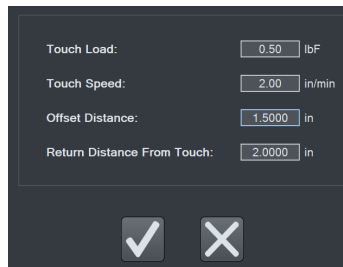 Touch Load: 0.50 lbF
Touch Speed: 2.00 in/min
Offset Distance: 1.5000 in
Return Distance From Touch: 2.0000 in